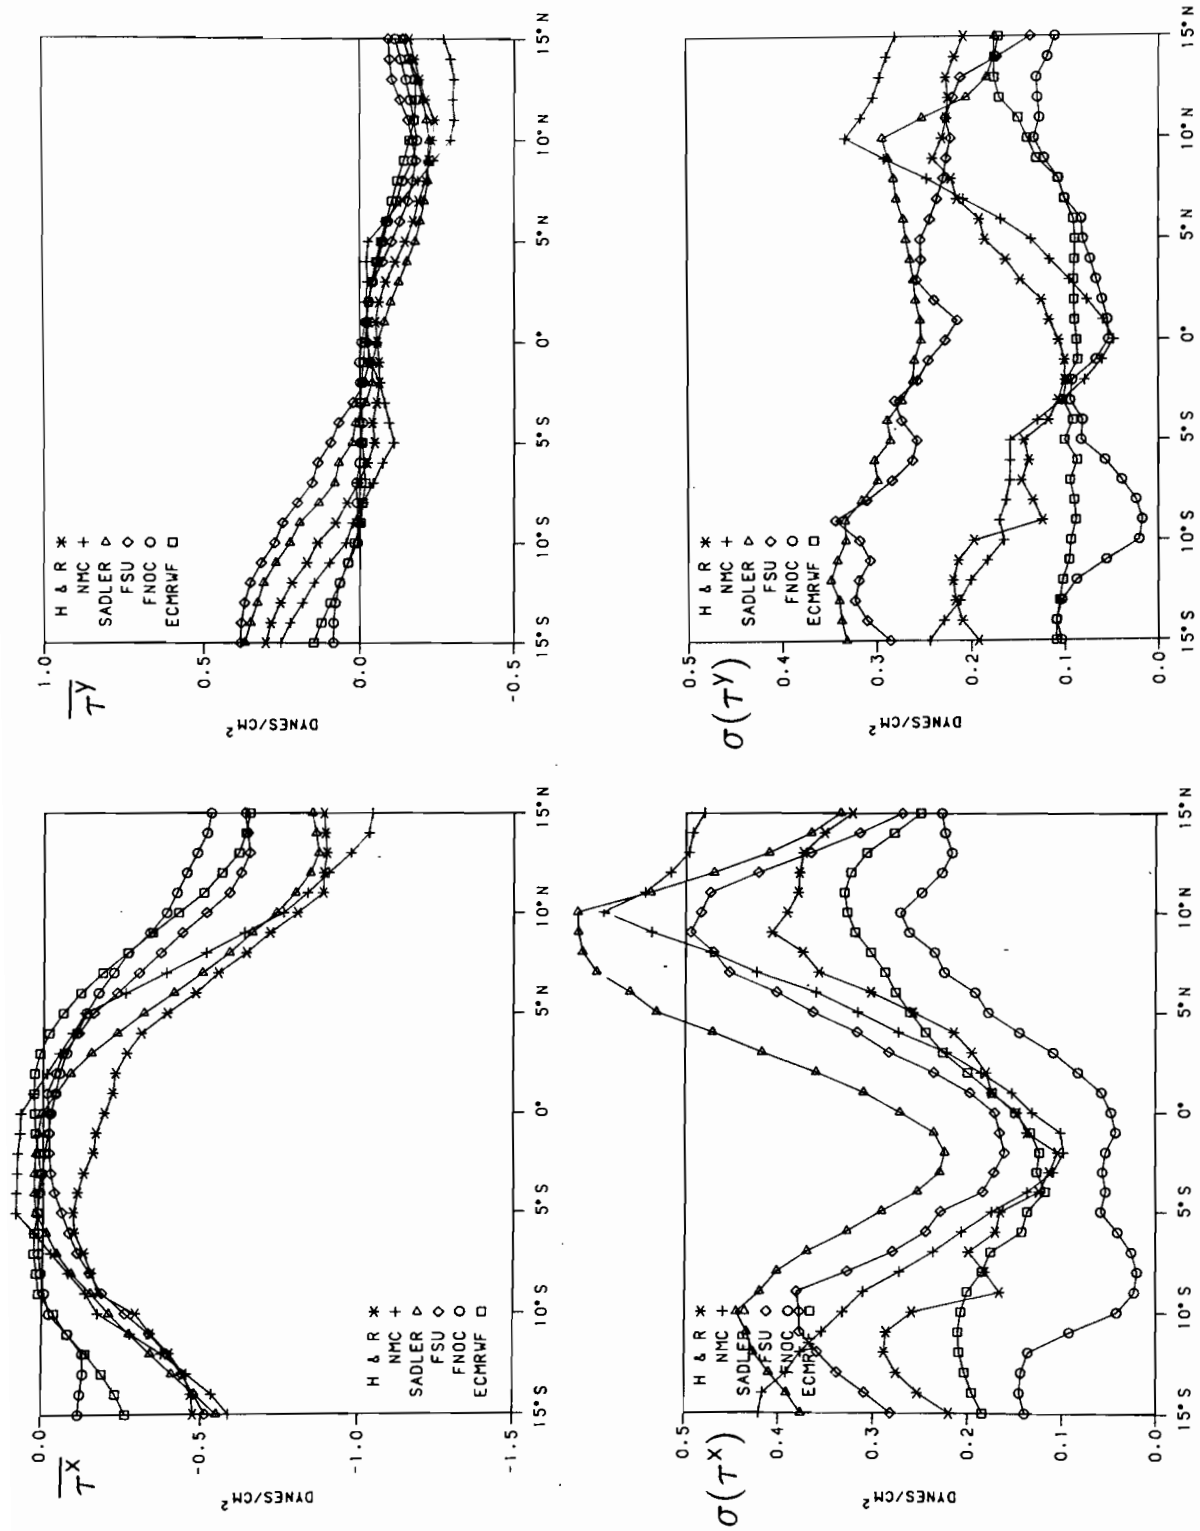 τ̅ˣ
0.0
-0.5
-1.0
-1.5
DYNES/CM²
H & R
NMC
SADLER
FSU
FNOC
ECMRWF
15°S
10°S
5°S
0°
5°N
10°N
15°N
τ̅ʸ
1.0
0.5
0.0
-0.5
DYNES/CM²
H & R
NMC
SADLER
FSU
FNOC
ECMRWF
15°S
10°S
5°S
0°
5°N
10°N
15°N
σ(τˣ)
0.5
0.4
0.3
0.2
0.1
0.0
DYNES/CM²
H & R
NMC
SADLER
FSU
FNOC
ECMRWF
15°S
10°S
5°S
0°
5°N
10°N
15°N
σ(τʸ)
0.5
0.4
0.3
0.2
0.1
0.0
DYNES/CM²
H & R
NMC
SADLER
FSU
FNOC
ECMRWF
15°S
10°S
5°S
0°
5°N
10°N
15°N